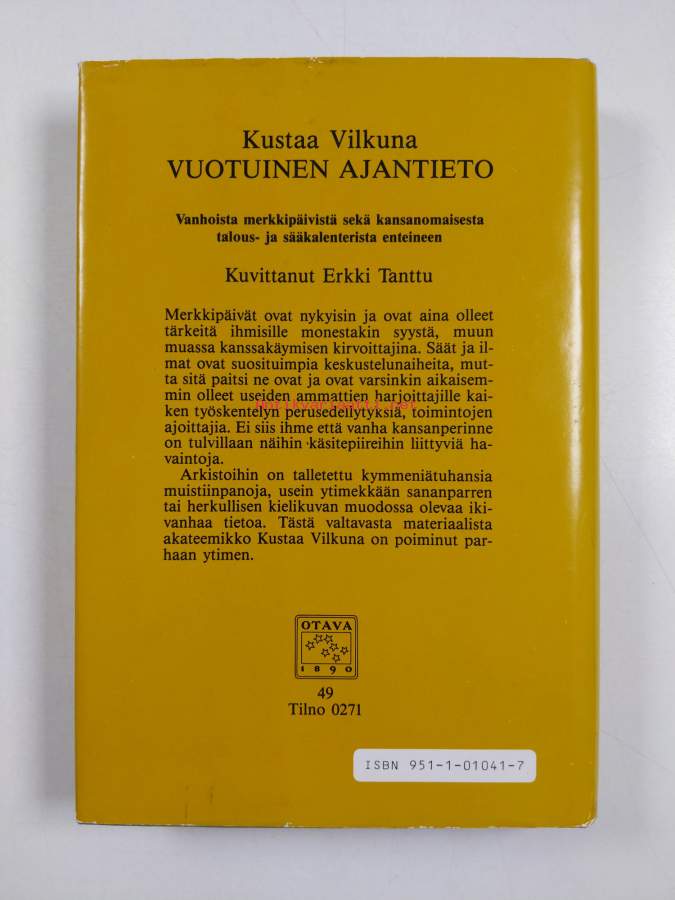 Kustaa Vilkuna
VUOTUINEN AJANTIETO
Vanhoista merkkipäivistä sekä kansanomaisesta
talous- ja sääkalenterista enteineen
Kuvittanut Erkki Tanttu
Merkkipäivät ovat nykyisin ja ovat aina olleet
tärkeitä ihmisille monestakin syystä, muun
muassa kanssakäymisen kirvoittajina. Säät ja il-
mat ovat suosituimpia keskustelunaiheita, mut-
ta sitä paitsi ne ovat ja ovat varsinkin aikaisem-
min olleet useiden ammattien harjoittajille kai-
antikvariaatti.net
ken työskentelyn perusedellytyksiä, toimintojen
ajoittajia. Ei siis ihme että vanha kansanperinne
on tulvillaan näihin käsitepiireihin liittyviä ha-
vaintoja.
Arkistoihin on talletettu kymmeniätuhansia
muistiinpanoja, usein ytimekkään sananparren
tai herkullisen kielikuvan muodossa olevaa iki-
vanhaa tietoa. Tästä valtavasta materiaalista
akateemikko Kustaa Vilkuna on poiminut par-
haan ytimen.
OTAVA
1890
49
Tilno 0271
ISBN 951-1-01041-7